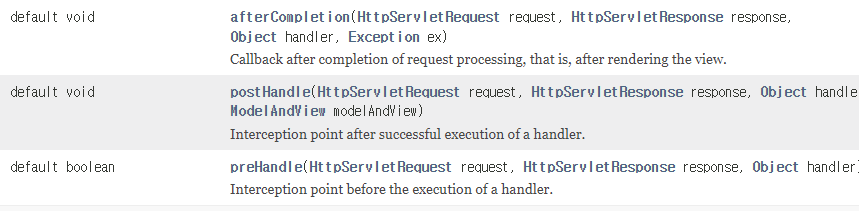 default void afterCompletion(HttpServletRequest request, HttpServletResponse response,
Object handler, Exception ex)
Callback after completion of request processing, that is, after rendering the view.
default void postHandle(HttpServletRequest request, HttpServletResponse response, Object handle
ModelAndView modelAndView)
Interception point after successful execution of a handler.
default boolean preHandle(HttpServletRequest request, HttpServletResponse response, Object handler)
Interception point before the execution of a handler.